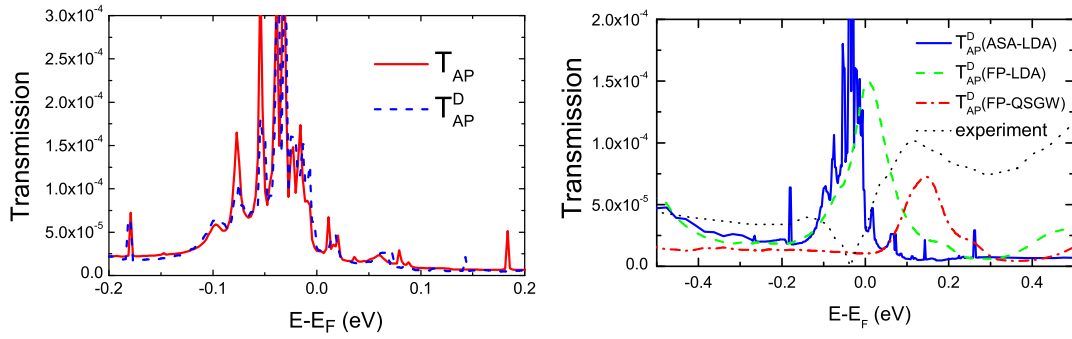 3.0x10⁻⁴
2.5x10⁻⁴
2.0x10⁻⁴
1.5x10⁻⁴
1.0x10⁻⁴
5.0x10⁻⁵
0.0
Transmission
T_AP
T^D_AP
-0.2 -0.1 0.0 0.1 0.2
E-E_F (eV)
2.0x10⁻⁴
1.5x10⁻⁴
1.0x10⁻⁴
5.0x10⁻⁵
0.0
Transmission
T^D_AP(ASA-LDA)
T^D_AP(FP-LDA)
T^D_AP(FP-QSGW)
experiment
-0.4 -0.2 0.0 0.2 0.4
E-E_F (eV)